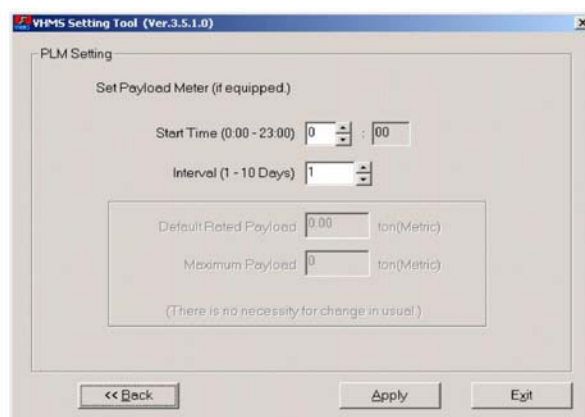 VHMS Setting Tool (Ver.3.5.1.0)
PLM Setting
Set Payload Meter (if equipped.)
Start Time (0:00 - 23:00) 0 : 00
Interval (1 - 10 Days) 1
Default Rated Payload 0.00 ton(Metric)
Maximum Payload 0 ton(Metric)
(There is no necessity for change in usual.)
<< Back Apply Exit